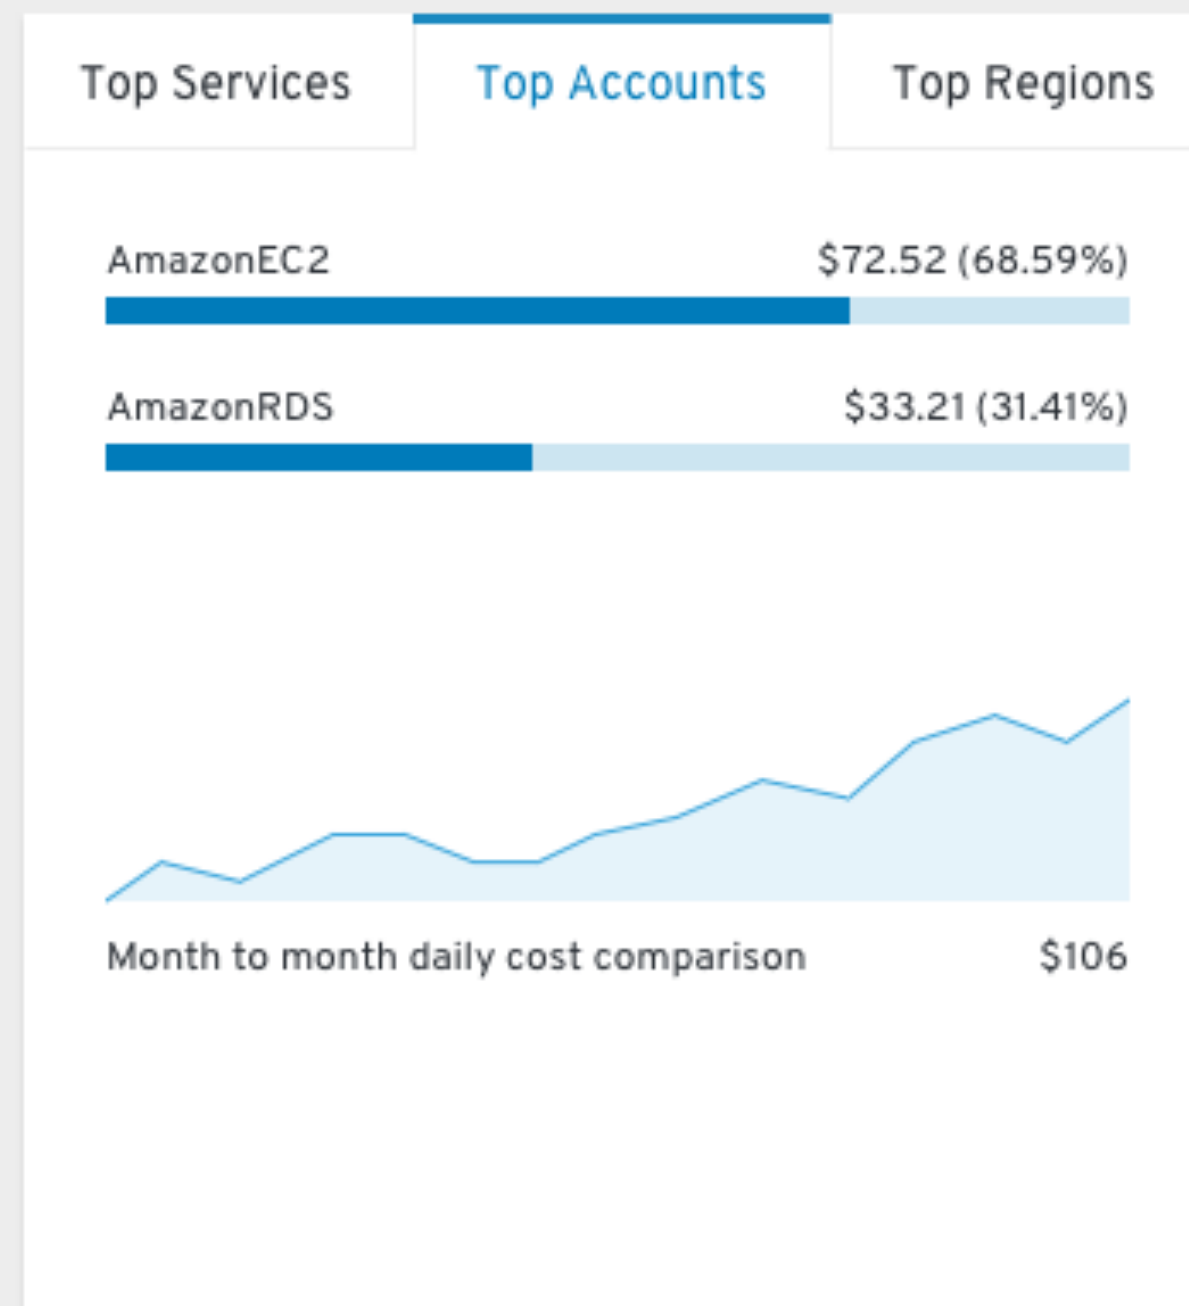 Top Services Top Accounts Top Regions
AmazonEC2 $72.52 (68.59%)
AmazonRDS $33.21 (31.41%)
Month to month daily cost comparison $106